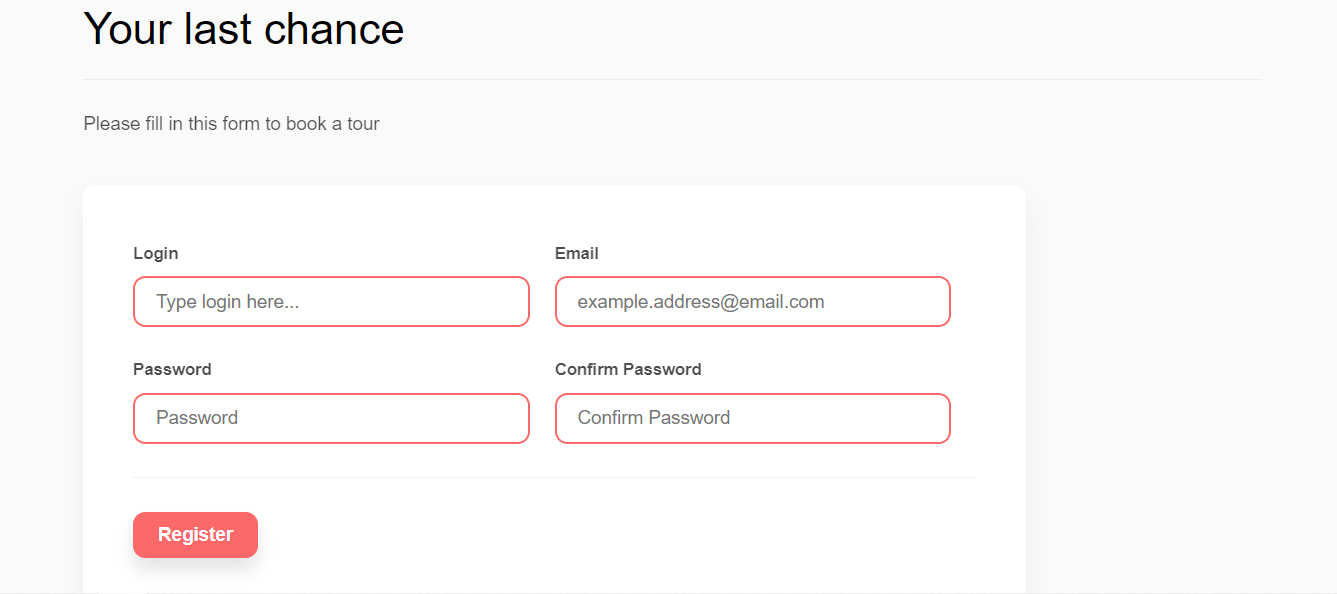 Your last chance
Please fill in this form to book a tour
Login
Email
Type login here...
example.address@email.com
Password
Confirm Password
Password
Confirm Password
Register